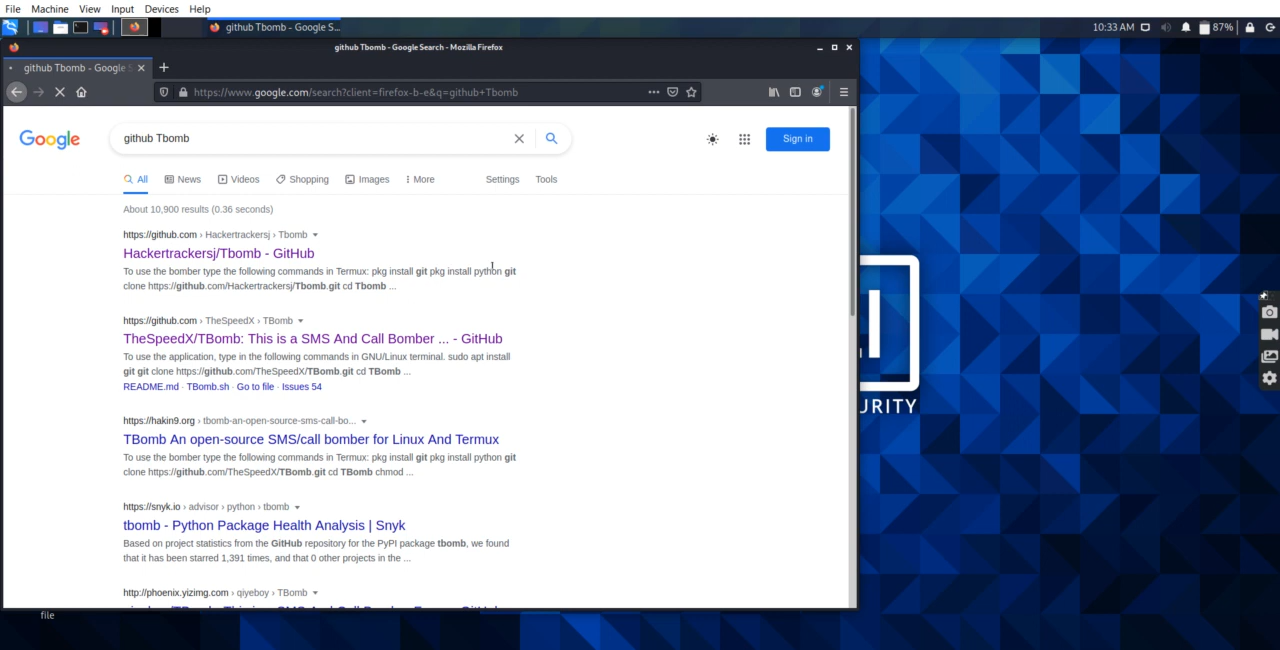 File Machine View Input Devices Help
github Tbomb - Google S...
10:33 AM 87%
github Tbomb - Google Search - Mozilla Firefox
github Tbomb - Google S
https://www.google.com/search?client=firefox-b-e&q=github+Tbomb
Google
github Tbomb
Sign in
All News Videos Shopping Images More Settings Tools
About 10,900 results (0.36 seconds)
https://github.com › Hackertrackersj › Tbomb
Hackertrackersj/Tbomb - GitHub
To use the bomber type the following commands in Termux: pkg install git pkg install python git
clone https://github.com/Hackertrackersj/Tbomb.git cd Tbomb ...
https://github.com › TheSpeedX › TBomb
TheSpeedX/TBomb: This is a SMS And Call Bomber ... - GitHub
To use the application, type in the following commands in GNU/Linux terminal. sudo apt install
git git clone https://github.com/TheSpeedX/TBomb.git cd TBomb ...
README.md · TBomb.sh · Go to file · Issues 54
https://hakin9.org › tbomb-an-open-source-sms-call-bo...
TBomb An open-source SMS/call bomber for Linux And Termux
To use the bomber type the following commands in Termux: pkg install git pkg install python git
clone https://github.com/TheSpeedX/TBomb.git cd TBomb chmod ...
https://snyk.io › advisor › python › tbomb
tbomb - Python Package Health Analysis | Snyk
Based on project statistics from the GitHub repository for the PyPI package tbomb, we found
that it has been starred 1,391 times, and that 0 other projects in the ...
http://phoenix.yizimg.com › qiyeboy › TBomb
URITY
file